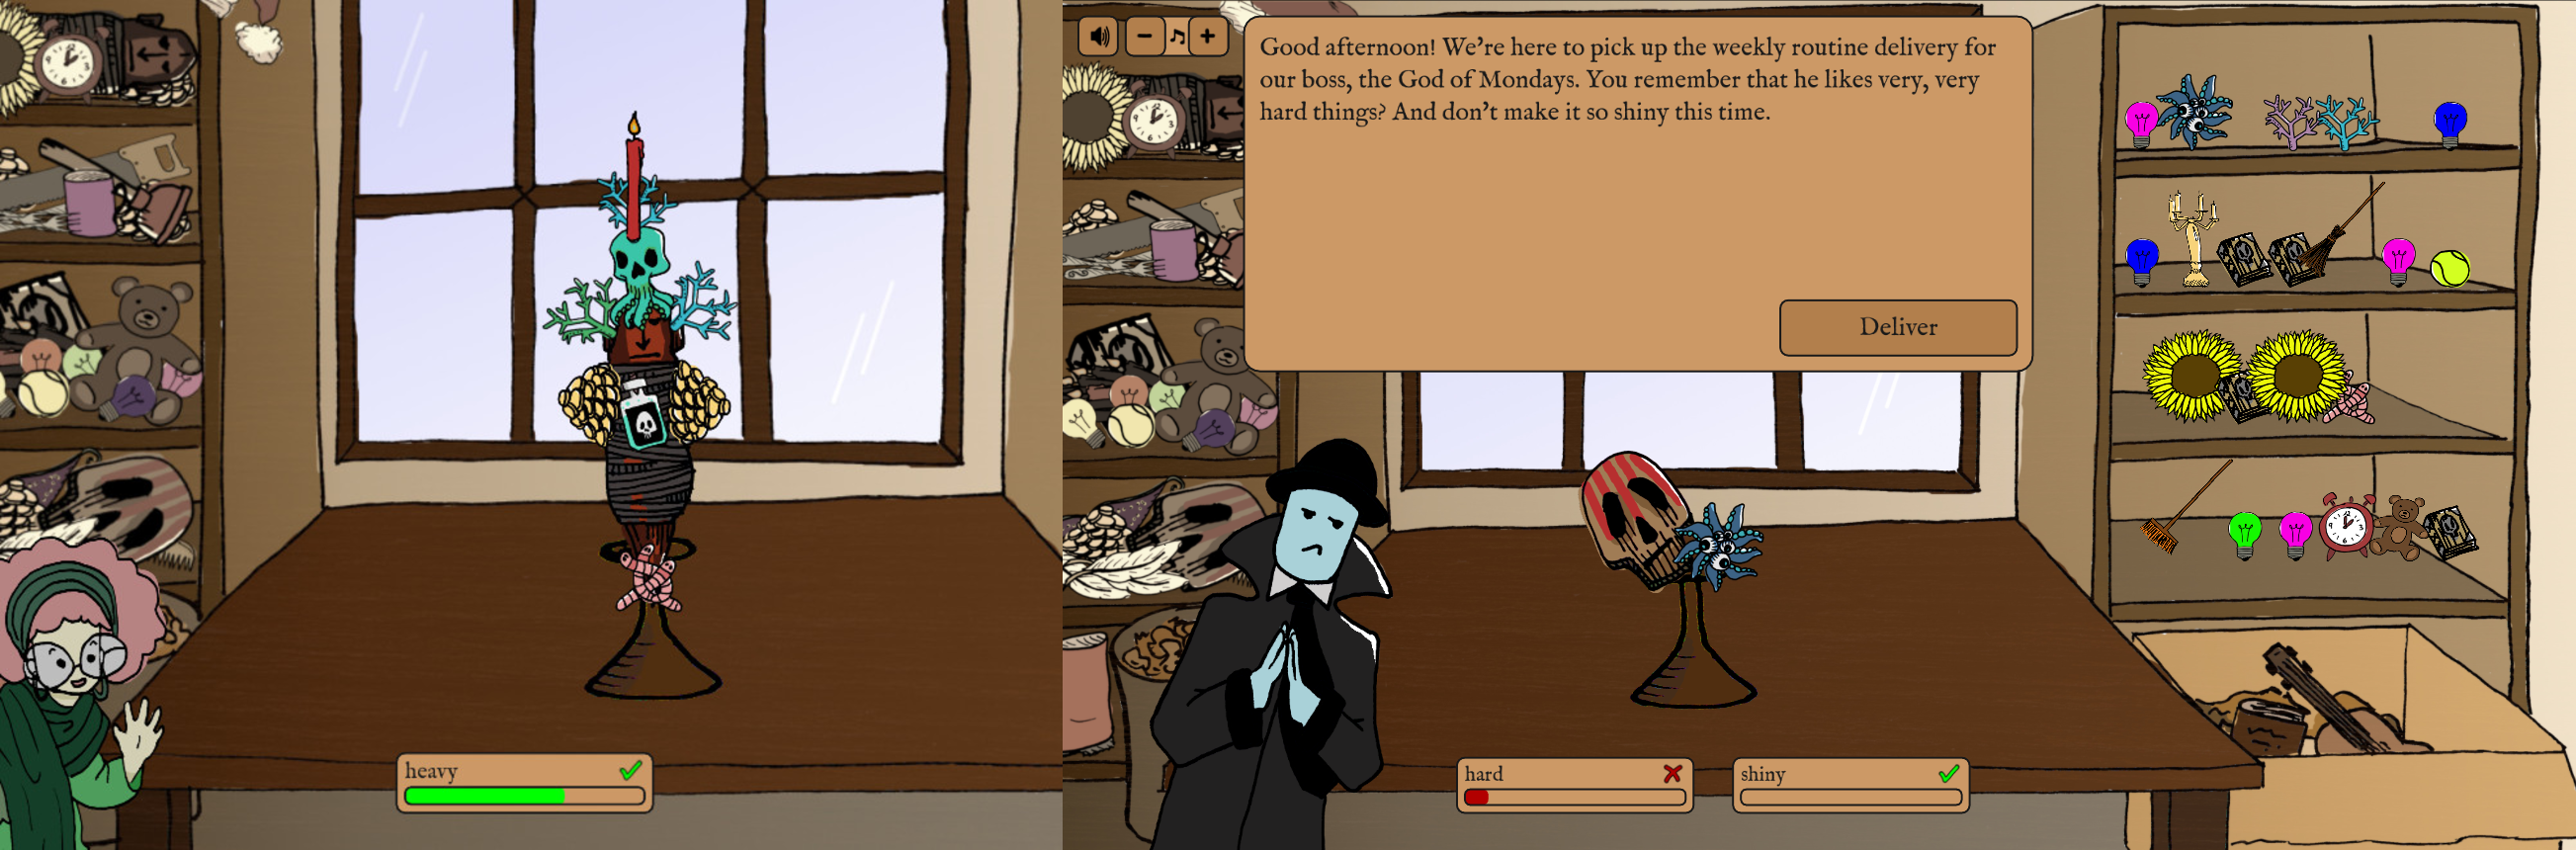 Good afternoon! We're here to pick up the weekly routine delivery for
our boss, the God of Mondays. You remember that he likes very, very
hard things? And don't make it so shiny this time.
Deliver
heavy
hard
shiny